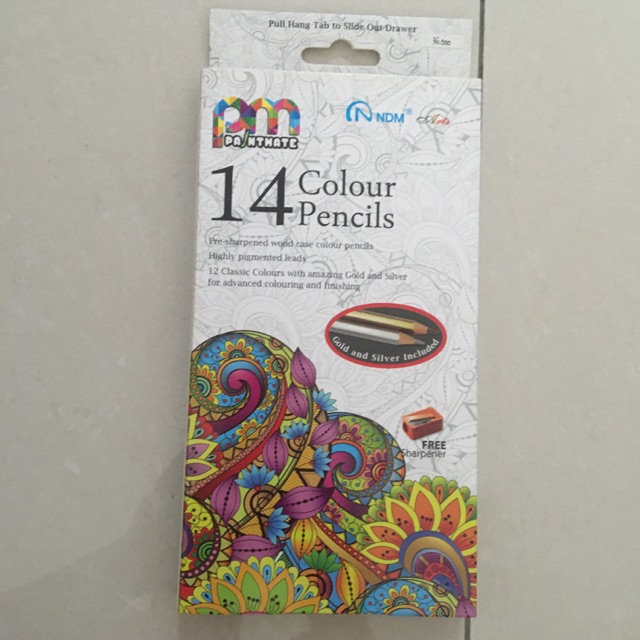 Pull Hang Tab to Slide Out Drawer
pm
PAINTMATE
NDM® Arts
14 Colour
Pencils
Pre-sharpened wood case colour pencils
Highly pigmented leads
12 Classic Colours with amazing Gold and Silver
for advanced colouring and finishing
Gold and Silver Included
FREE
Sharpener